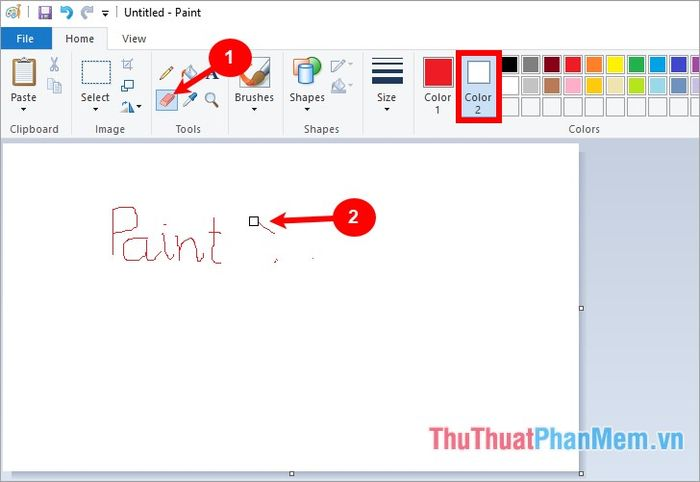 Untitled - Paint
File Home View
1
A
Paste
Select
Brushes
Shapes
Size
Color 1
Color 2
Clipboard
Image
Tools
Shapes
Colors
Paint
2
ThuThuatPhanMem.vn